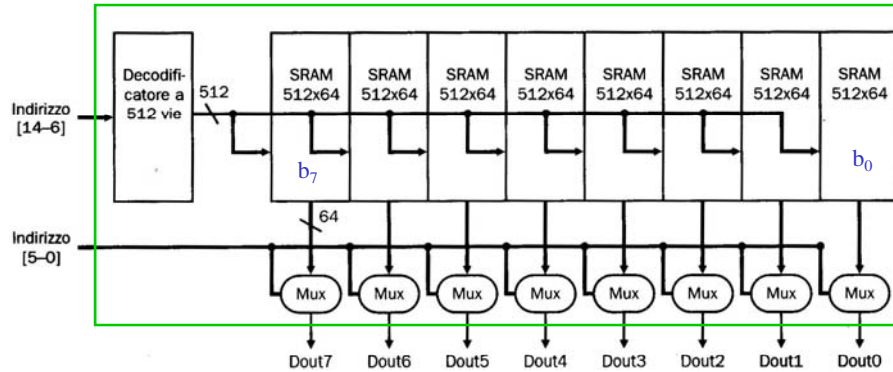 Decodifi-
catore a
512 vie
512
SRAM
512x64
SRAM
512x64
SRAM
512x64
SRAM
512x64
SRAM
512x64
SRAM
512x64
SRAM
512x64
SRAM
512x64
Indirizzo
[14–6]
b7
b0
64
Indirizzo
[5–0]
Mux
Mux
Mux
Mux
Mux
Mux
Mux
Mux
Dout7
Dout6
Dout5
Dout4
Dout3
Dout2
Dout1
Dout0